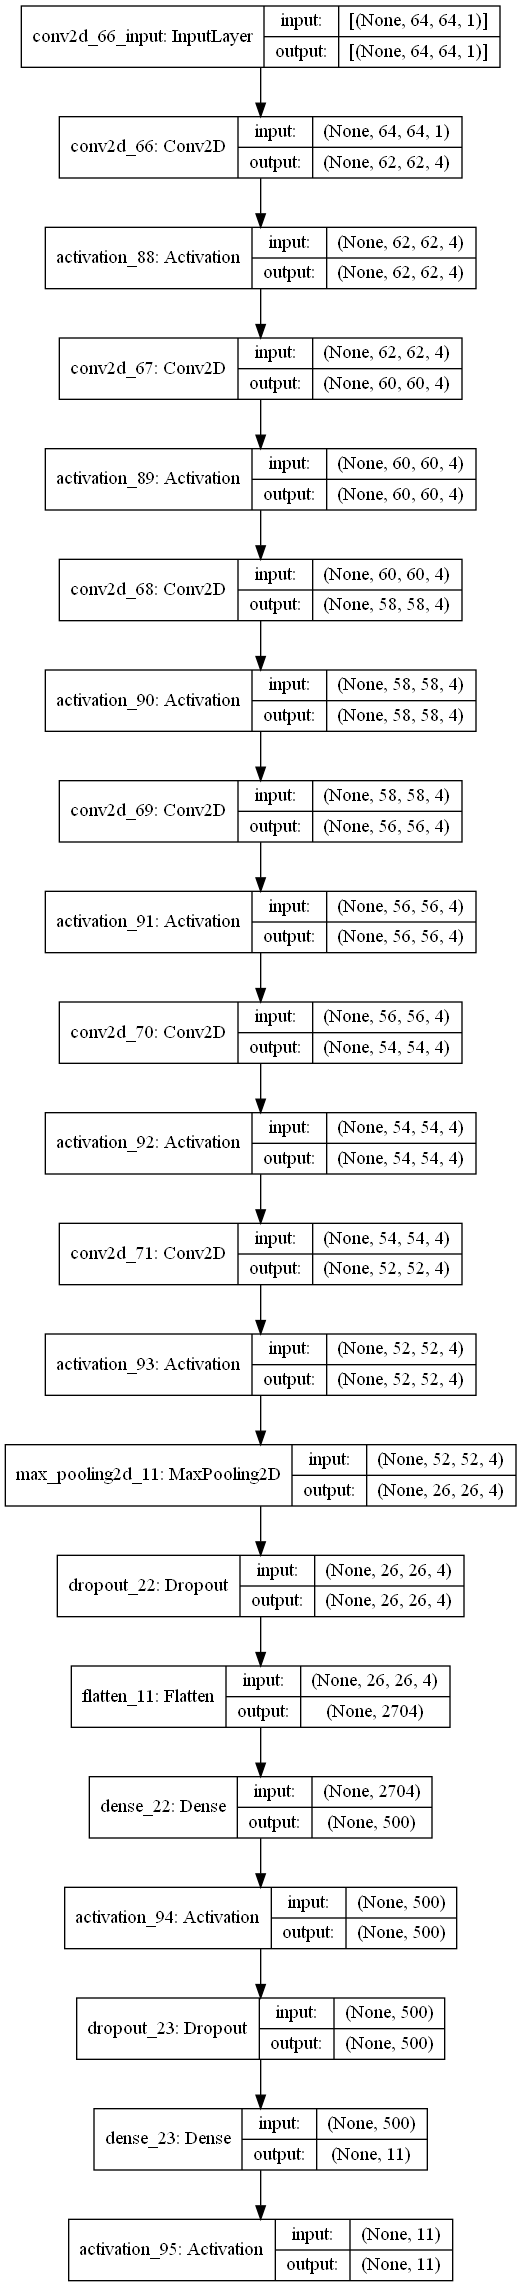 conv2d_66_input: InputLayer
input: [(None, 64, 64, 1)]
output: [(None, 64, 64, 1)]
conv2d_66: Conv2D
input: (None, 64, 64, 1)
output: (None, 62, 62, 4)
activation_88: Activation
input: (None, 62, 62, 4)
output: (None, 62, 62, 4)
conv2d_67: Conv2D
input: (None, 62, 62, 4)
output: (None, 60, 60, 4)
activation_89: Activation
input: (None, 60, 60, 4)
output: (None, 60, 60, 4)
conv2d_68: Conv2D
input: (None, 60, 60, 4)
output: (None, 58, 58, 4)
activation_90: Activation
input: (None, 58, 58, 4)
output: (None, 58, 58, 4)
conv2d_69: Conv2D
input: (None, 58, 58, 4)
output: (None, 56, 56, 4)
activation_91: Activation
input: (None, 56, 56, 4)
output: (None, 56, 56, 4)
conv2d_70: Conv2D
input: (None, 56, 56, 4)
output: (None, 54, 54, 4)
activation_92: Activation
input: (None, 54, 54, 4)
output: (None, 54, 54, 4)
conv2d_71: Conv2D
input: (None, 54, 54, 4)
output: (None, 52, 52, 4)
activation_93: Activation
input: (None, 52, 52, 4)
output: (None, 52, 52, 4)
max_pooling2d_11: MaxPooling2D
input: (None, 52, 52, 4)
output: (None, 26, 26, 4)
dropout_22: Dropout
input: (None, 26, 26, 4)
output: (None, 26, 26, 4)
flatten_11: Flatten
input: (None, 26, 26, 4)
output: (None, 2704)
dense_22: Dense
input: (None, 2704)
output: (None, 500)
activation_94: Activation
input: (None, 500)
output: (None, 500)
dropout_23: Dropout
input: (None, 500)
output: (None, 500)
dense_23: Dense
input: (None, 500)
output: (None, 11)
activation_95: Activation
input: (None, 11)
output: (None, 11)